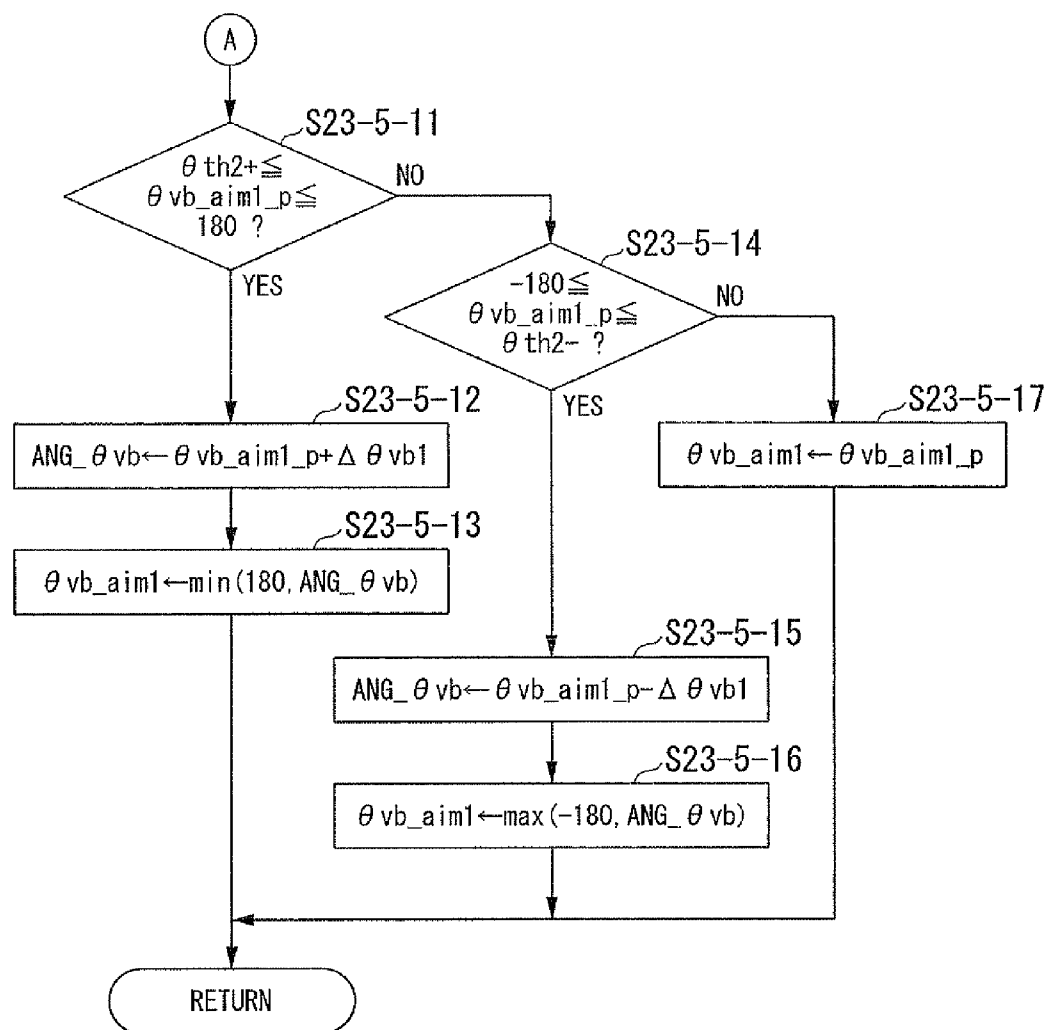 A
S23-5-11
θth2+≦
θvb_aim1_p≦
180 ?
NO
YES
S23-5-14
-180≦
θvb_aim1_p≦
θth2- ?
NO
YES
S23-5-12
ANG_θvb←θvb_aim1_p+Δθvb1
S23-5-17
θvb_aim1←θvb_aim1_p
S23-5-13
θvb_aim1←min(180,ANG_θvb)
S23-5-15
ANG_θvb←θvb_aim1_p-Δθvb1
S23-5-16
θvb_aim1←max(-180,ANG_θvb)
RETURN